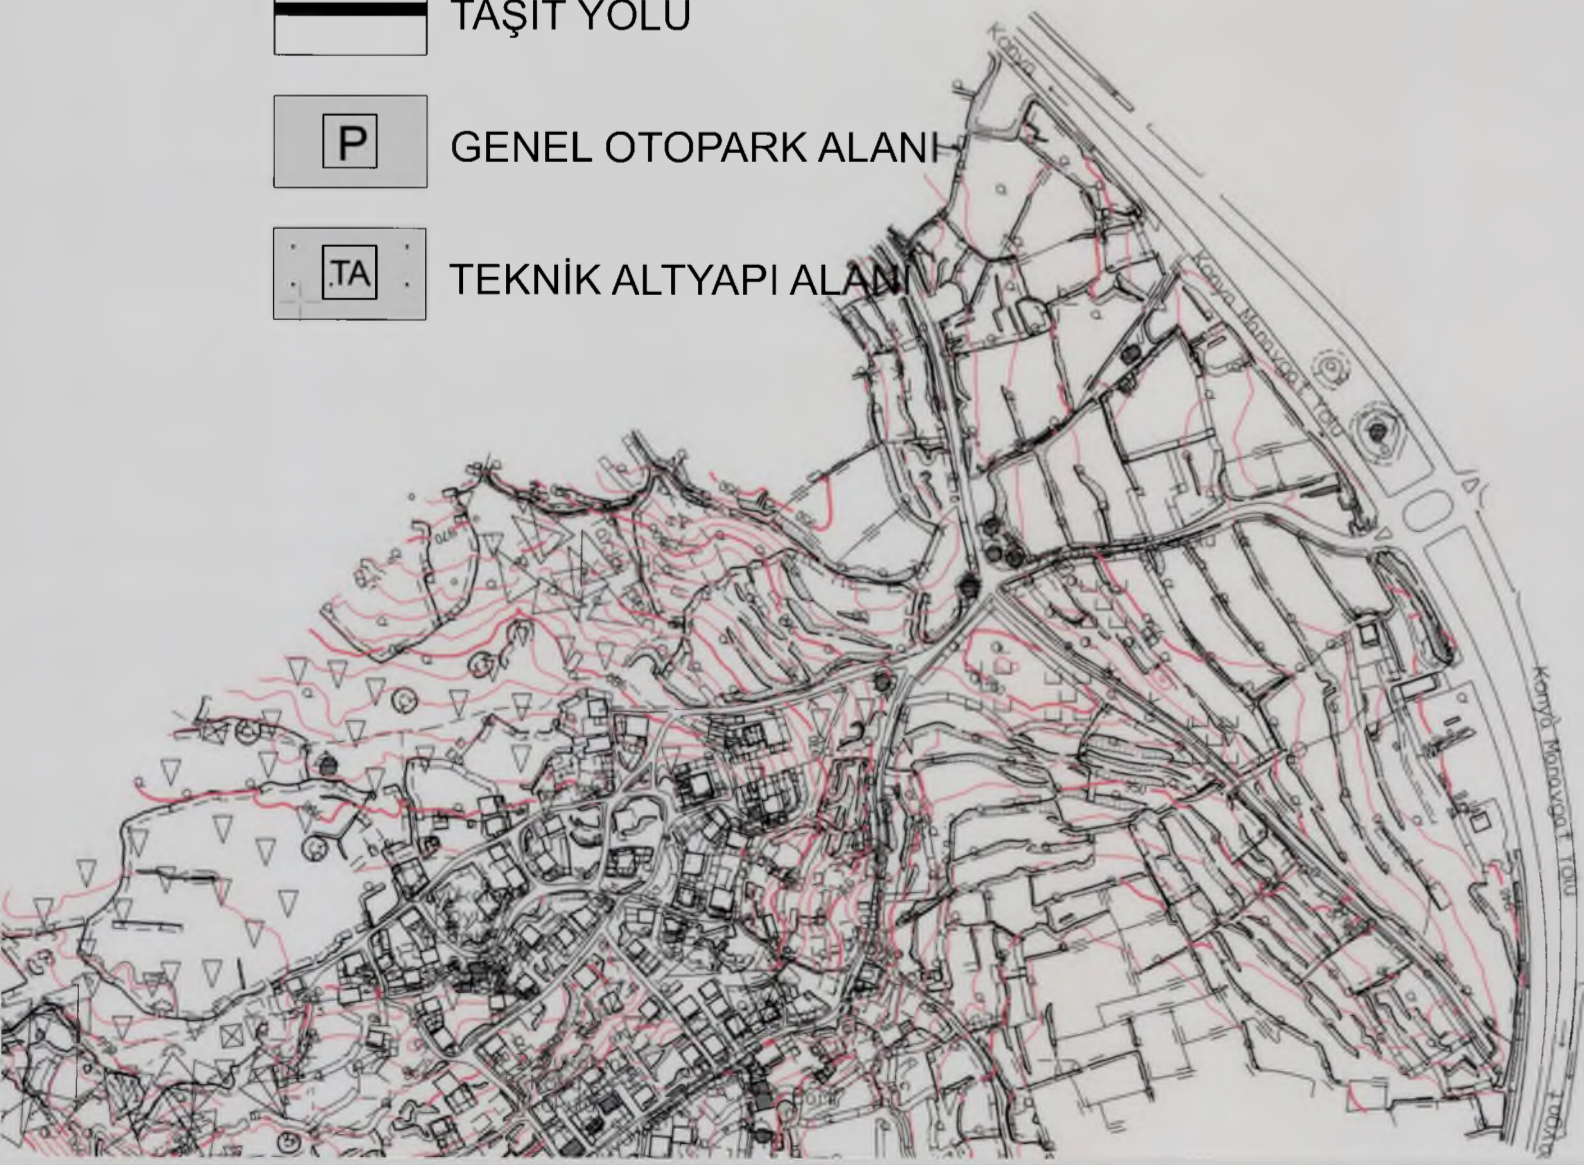 TAŞIT YOLU
P
GENEL OTOPARK ALANI
.TA
TEKNİK ALTYAPI ALANI
Konya
Konya Manavgat Yolu
Konya Manavgat Yolu